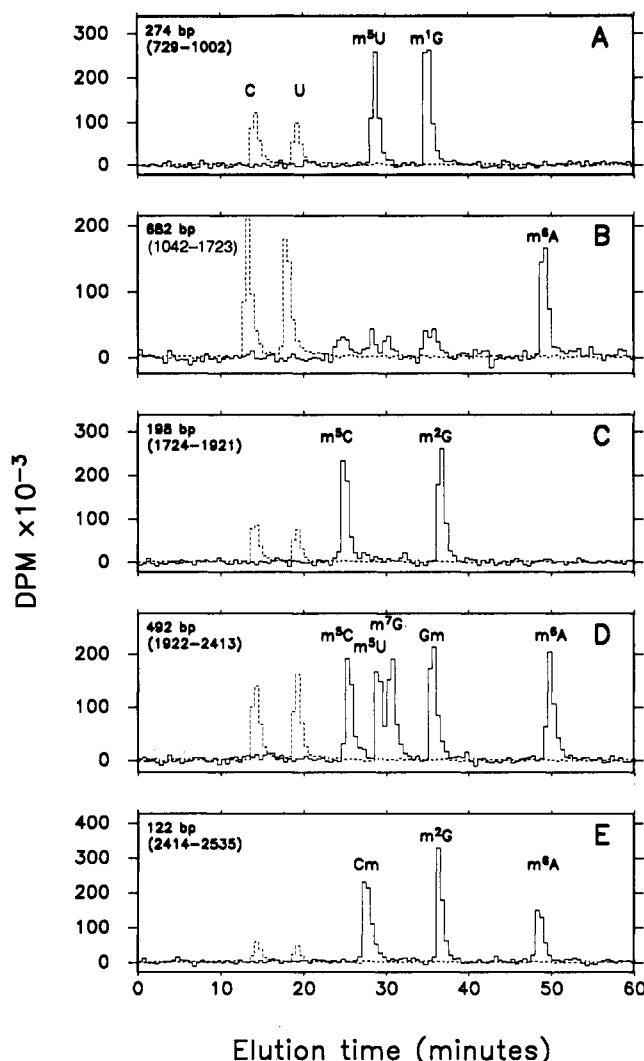 DPM ×10⁻³
Elution time (minutes)
A
274 bp
(729-1002)
C
U
m⁵U
m¹G
300
200
100
0
B
682 bp
(1042-1723)
m⁶A
200
100
0
C
198 bp
(1724-1921)
m⁵C
m²G
300
200
100
0
D
492 bp
(1922-2413)
m⁵C
m⁵U
m⁷G
Gm
m⁶A
200
100
0
E
122 bp
(2414-2535)
Cm
m²G
m⁶A
400
300
200
100
0
0 10 20 30 40 50 60